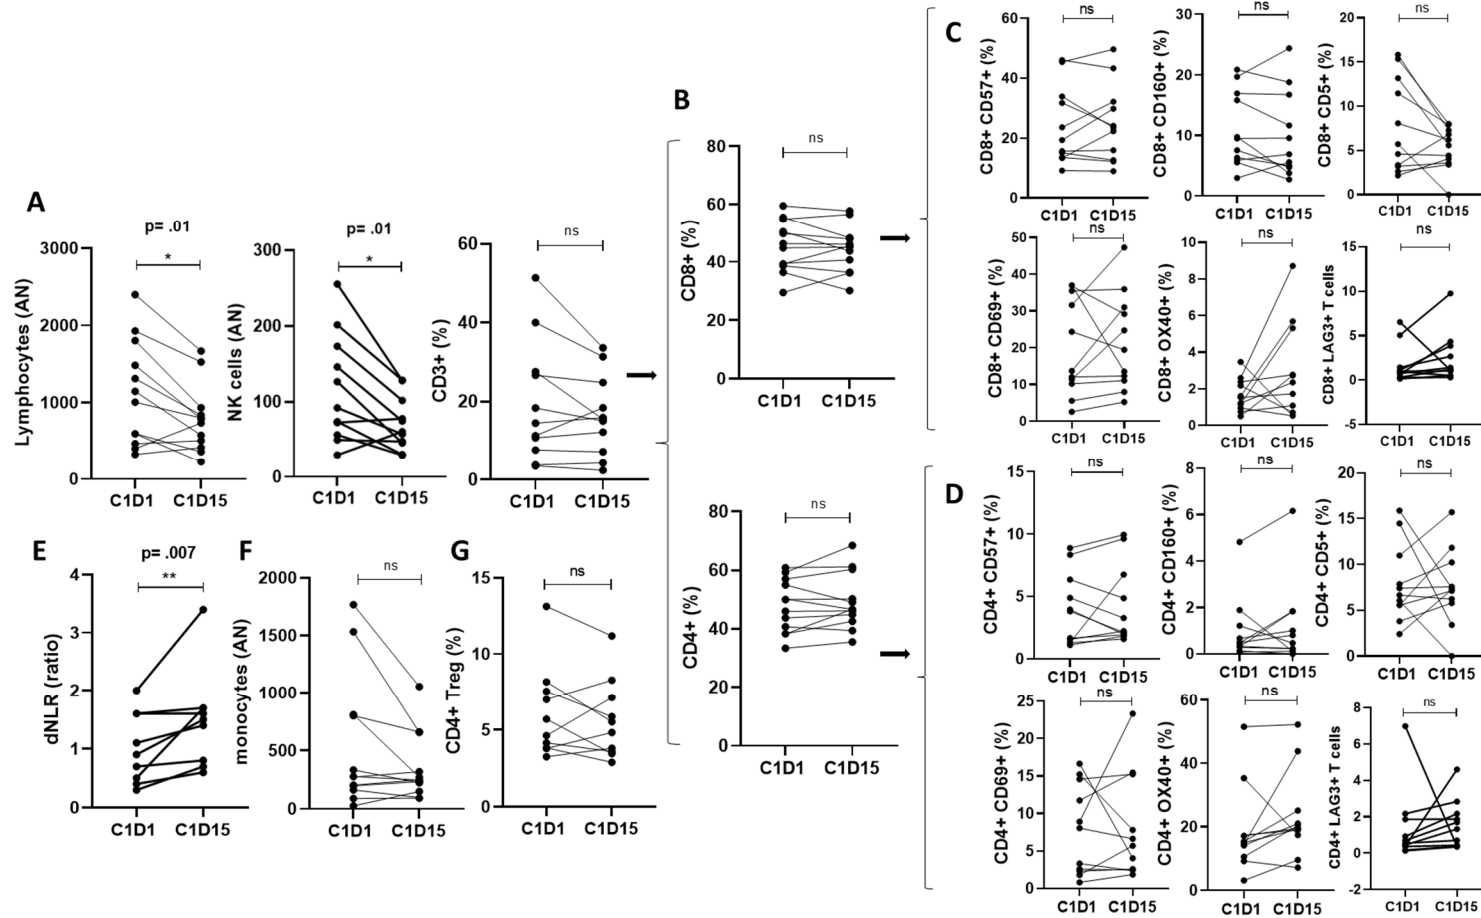 A
p= .01
*
Lymphocytes (AN)
3000
2000
1000
0
C1D1 C1D15
p= .01
*
NK cells (AN)
300
200
100
0
C1D1 C1D15
ns
CD3+ (%)
60
40
20
0
C1D1 C1D15
B
ns
CD8+ (%)
80
60
40
20
0
C1D1 C1D15
ns
CD4+ (%)
80
60
40
20
0
C1D1 C1D15
C
ns
CD8+ CD57+ (%)
60
40
20
0
C1D1 C1D15
ns
CD8+ CD160+ (%)
30
20
10
0
C1D1 C1D15
ns
CD8+ CD5+ (%)
20
15
10
5
0
C1D1 C1D15
ns
CD8+ CD69+ (%)
50
40
30
20
10
0
C1D1 C1D15
ns
CD8+ OX40+ (%)
10
8
6
4
2
0
C1D1 C1D15
ns
CD8+ LAG3+ T cells
15
10
5
0
-5
C1D1 C1D15
D
ns
CD4+ CD57+ (%)
15
10
5
0
C1D1 C1D15
ns
CD4+ CD160+ (%)
8
6
4
2
0
C1D1 C1D15
ns
CD4+ CD5+ (%)
20
15
10
5
0
C1D1 C1D15
ns
CD4+ CD69+ (%)
25
20
15
10
5
0
C1D1 C1D15
ns
CD4+ OX40+ (%)
60
40
20
0
C1D1 C1D15
ns
CD4+ LAG3+ T cells
8
6
4
2
0
-2
C1D1 C1D15
E
p= .007
**
dNLR (ratio)
4
3
2
1
0
C1D1 C1D15
F
ns
monocytes (AN)
2000
1500
1000
500
0
C1D1 C1D15
G
ns
CD4+ Treg (%)
15
10
5
0
C1D1 C1D15